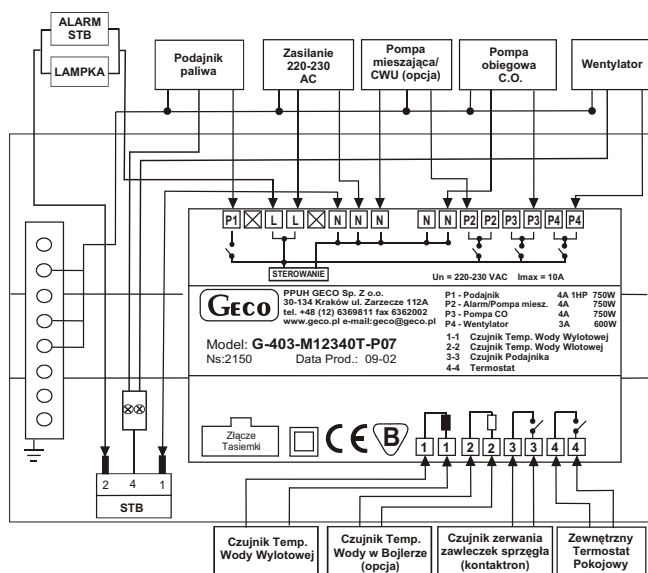 ALARM
STB
LAMPKA
Podajnik
paliwa
Zasilanie
220-230
AC
Pompa
mieszająca/
CWU (opcja)
Pompa
obiegowa
C.O.
Wentylator
P1 L L N N N N N P2 P2 P3 P3 P4 P4
STEROWANIE
Un = 220-230 VAC Imax = 10A
GECO
PPUH GECO Sp. Z o.o.
30-134 Kraków ul. Zarzecze 112A
tel. +48 (12) 6369811 fax 6362002
www.geco.pl e-mail:geco@geco.pl
P1 - Podajnik 4A 1HP 750W
P2 - Alarm/Pompa miesz. 4A 750W
P3 - Pompa CO 4A 750W
P4 - Wentylator 3A 600W
1-1 Czujnik Temp. Wody Wylotowej
2-2 Czujnik Temp. Wody Wlotowej
3-3 Czujnik Podajnika
4-4 Termostat
Model: G-403-M12340T-P07
Ns:2150 Data Prod.: 09-02
Złącze
Tasiemki
CE B
1 1 2 2 3 3 4 4
2 4 1
STB
Czujnik Temp.
Wody Wylotowej
Czujnik Temp.
Wody w Bojlerze
(opcja)
Czujnik zerwania
zawleczek sprzęgła
(kontaktron)
Zewnętrzny
Termostat
Pokojowy